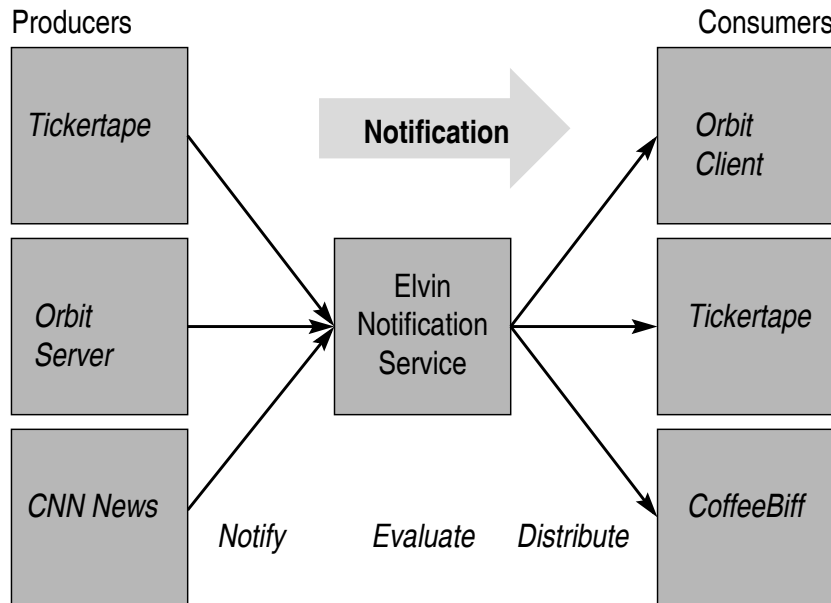 Producers
Consumers
Tickertape
Notification
Orbit
Client
Orbit
Server
Elvin
Notification
Service
Tickertape
CNN News
CoffeeBiff
Notify
Evaluate
Distribute